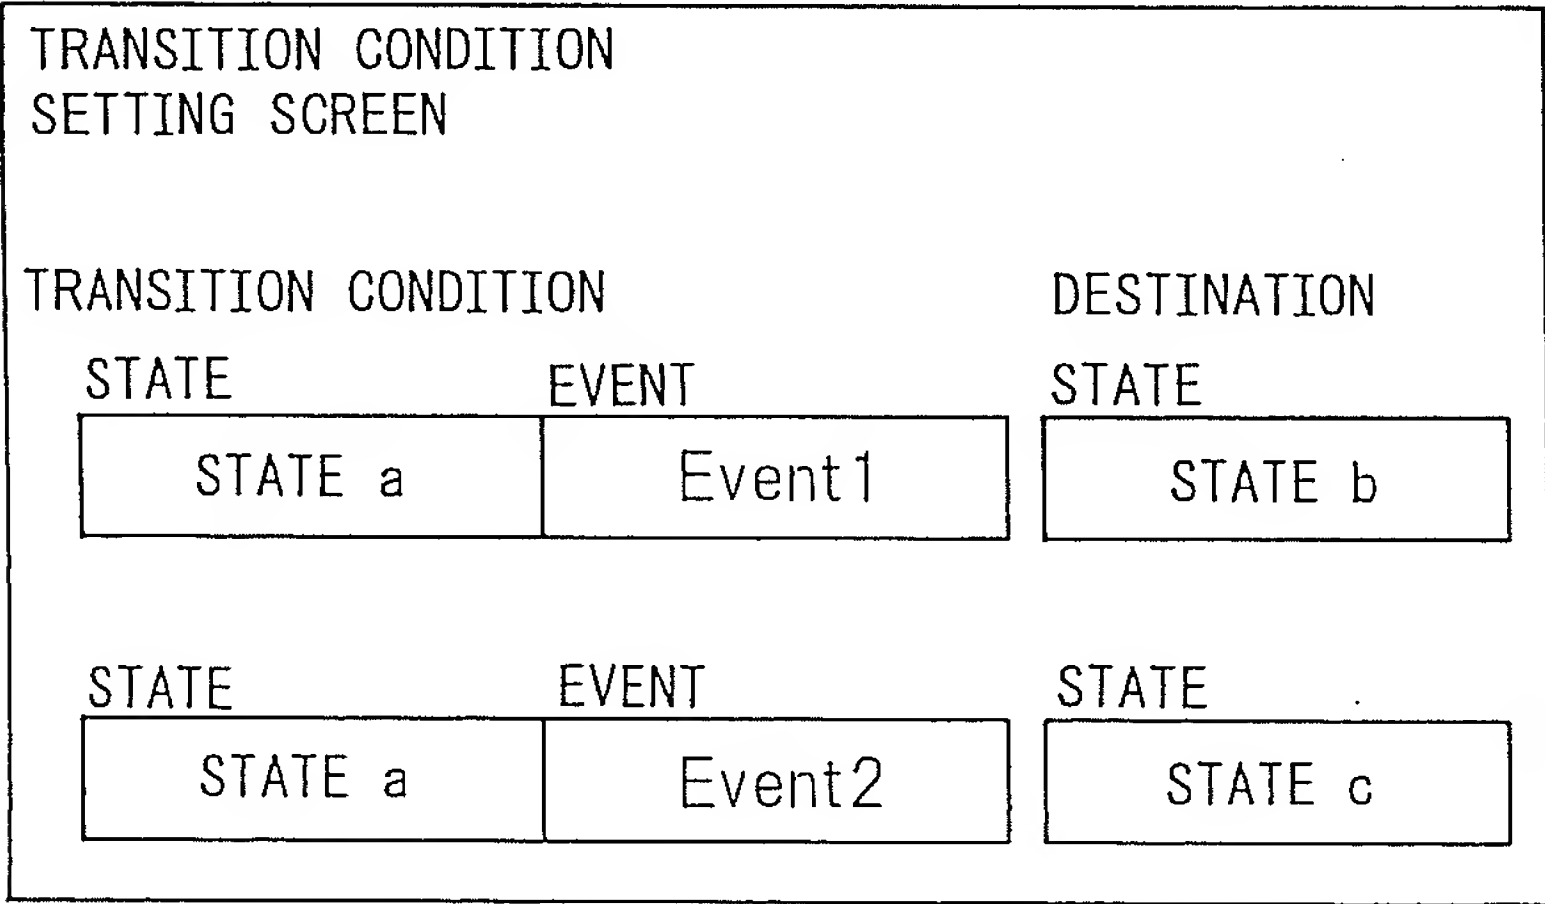 TRANSITION CONDITION
SETTING SCREEN
TRANSITION CONDITION DESTINATION
STATE EVENT STATE
STATE a Event1 STATE b
STATE EVENT STATE
STATE a Event2 STATE c